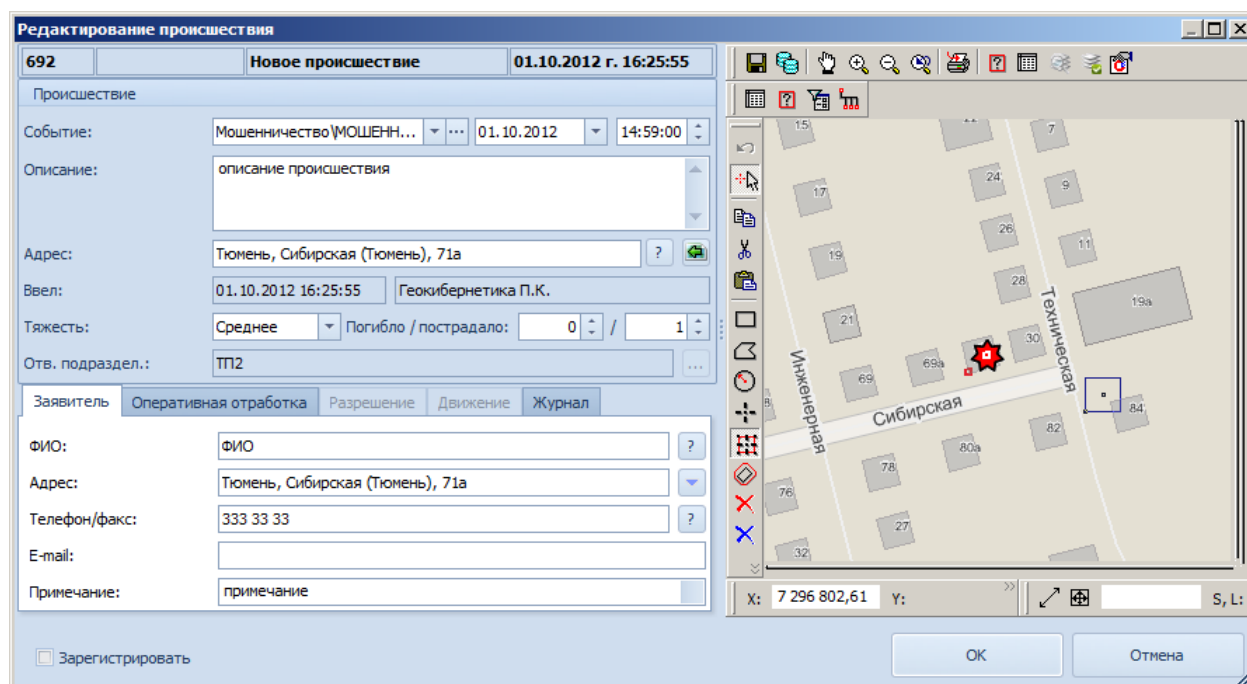 Редактирование происшествия
692 Новое происшествие 01.10.2012 г. 16:25:55
Происшествие
Событие: Мошенничество\МОШЕНН... 01.10.2012 14:59:00
Описание: описание происшествия
Адрес: Тюмень, Сибирская (Тюмень), 71а ?
Ввел: 01.10.2012 16:25:55 Геокибернетика П.К.
Тяжесть: Среднее Погибло / пострадало: 0 / 1
Отв. подраздел.: ТП2 ...
Заявитель Оперативная отработка Разрешение Движение Журнал
ФИО: ФИО ?
Адрес: Тюмень, Сибирская (Тюмень), 71а
Телефон/факс: 333 33 33 ?
E-mail:
Примечание: примечание
Зарегистрировать
15
7
17
24
9
26
11
19
28
19а
21
30
69а
69
Техническая
Инженерная
Сибирская
84
82
80а
78
76
27
32
X: 7 296 802,61 Y: S, L:
OK Отмена